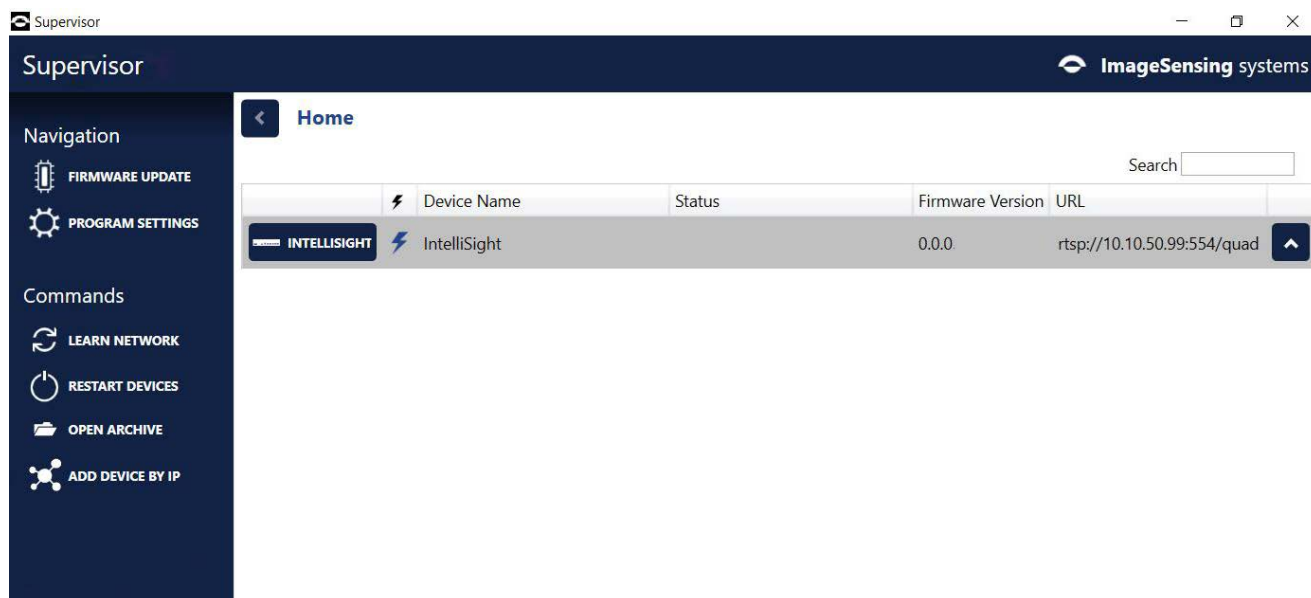 Supervisor
Supervisor
ImageSensing systems
Navigation
FIRMWARE UPDATE
PROGRAM SETTINGS
Commands
LEARN NETWORK
RESTART DEVICES
OPEN ARCHIVE
ADD DEVICE BY IP
Home
Search
Device Name Status Firmware Version URL
INTELLISIGHT IntelliSight 0.0.0 rtsp://10.10.50.99:554/quad